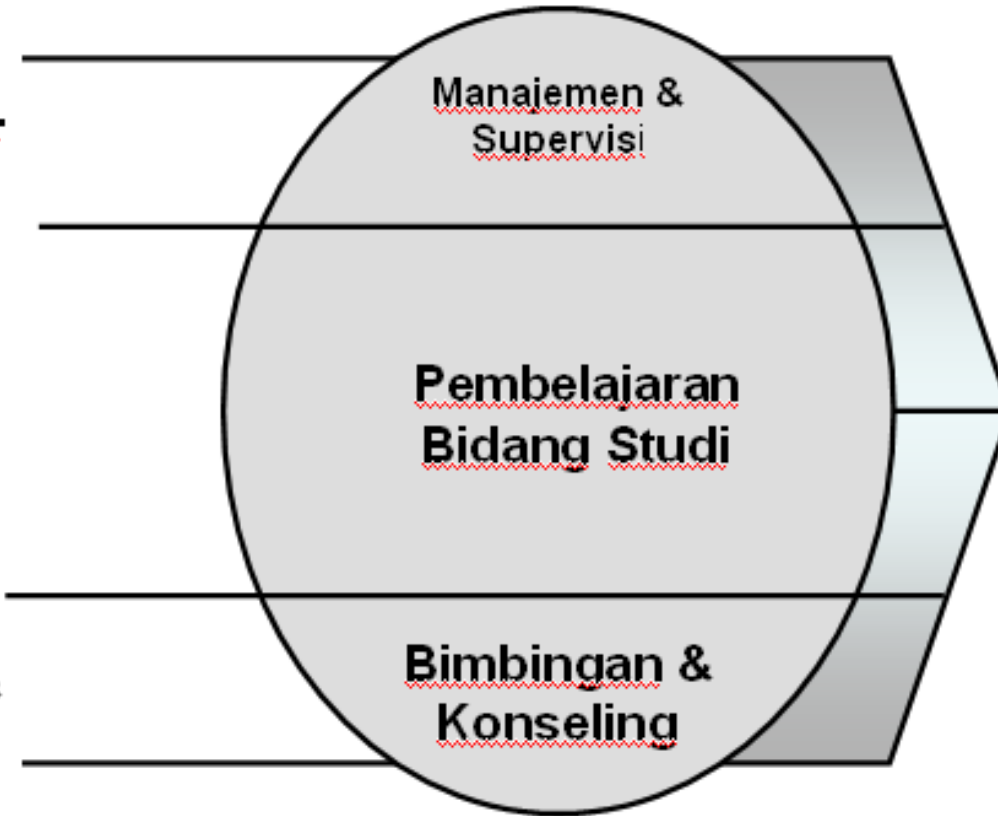 Manajemen &
Supervisi
Pembelajaran
Bidang Studi
Bimbingan &
Konseling